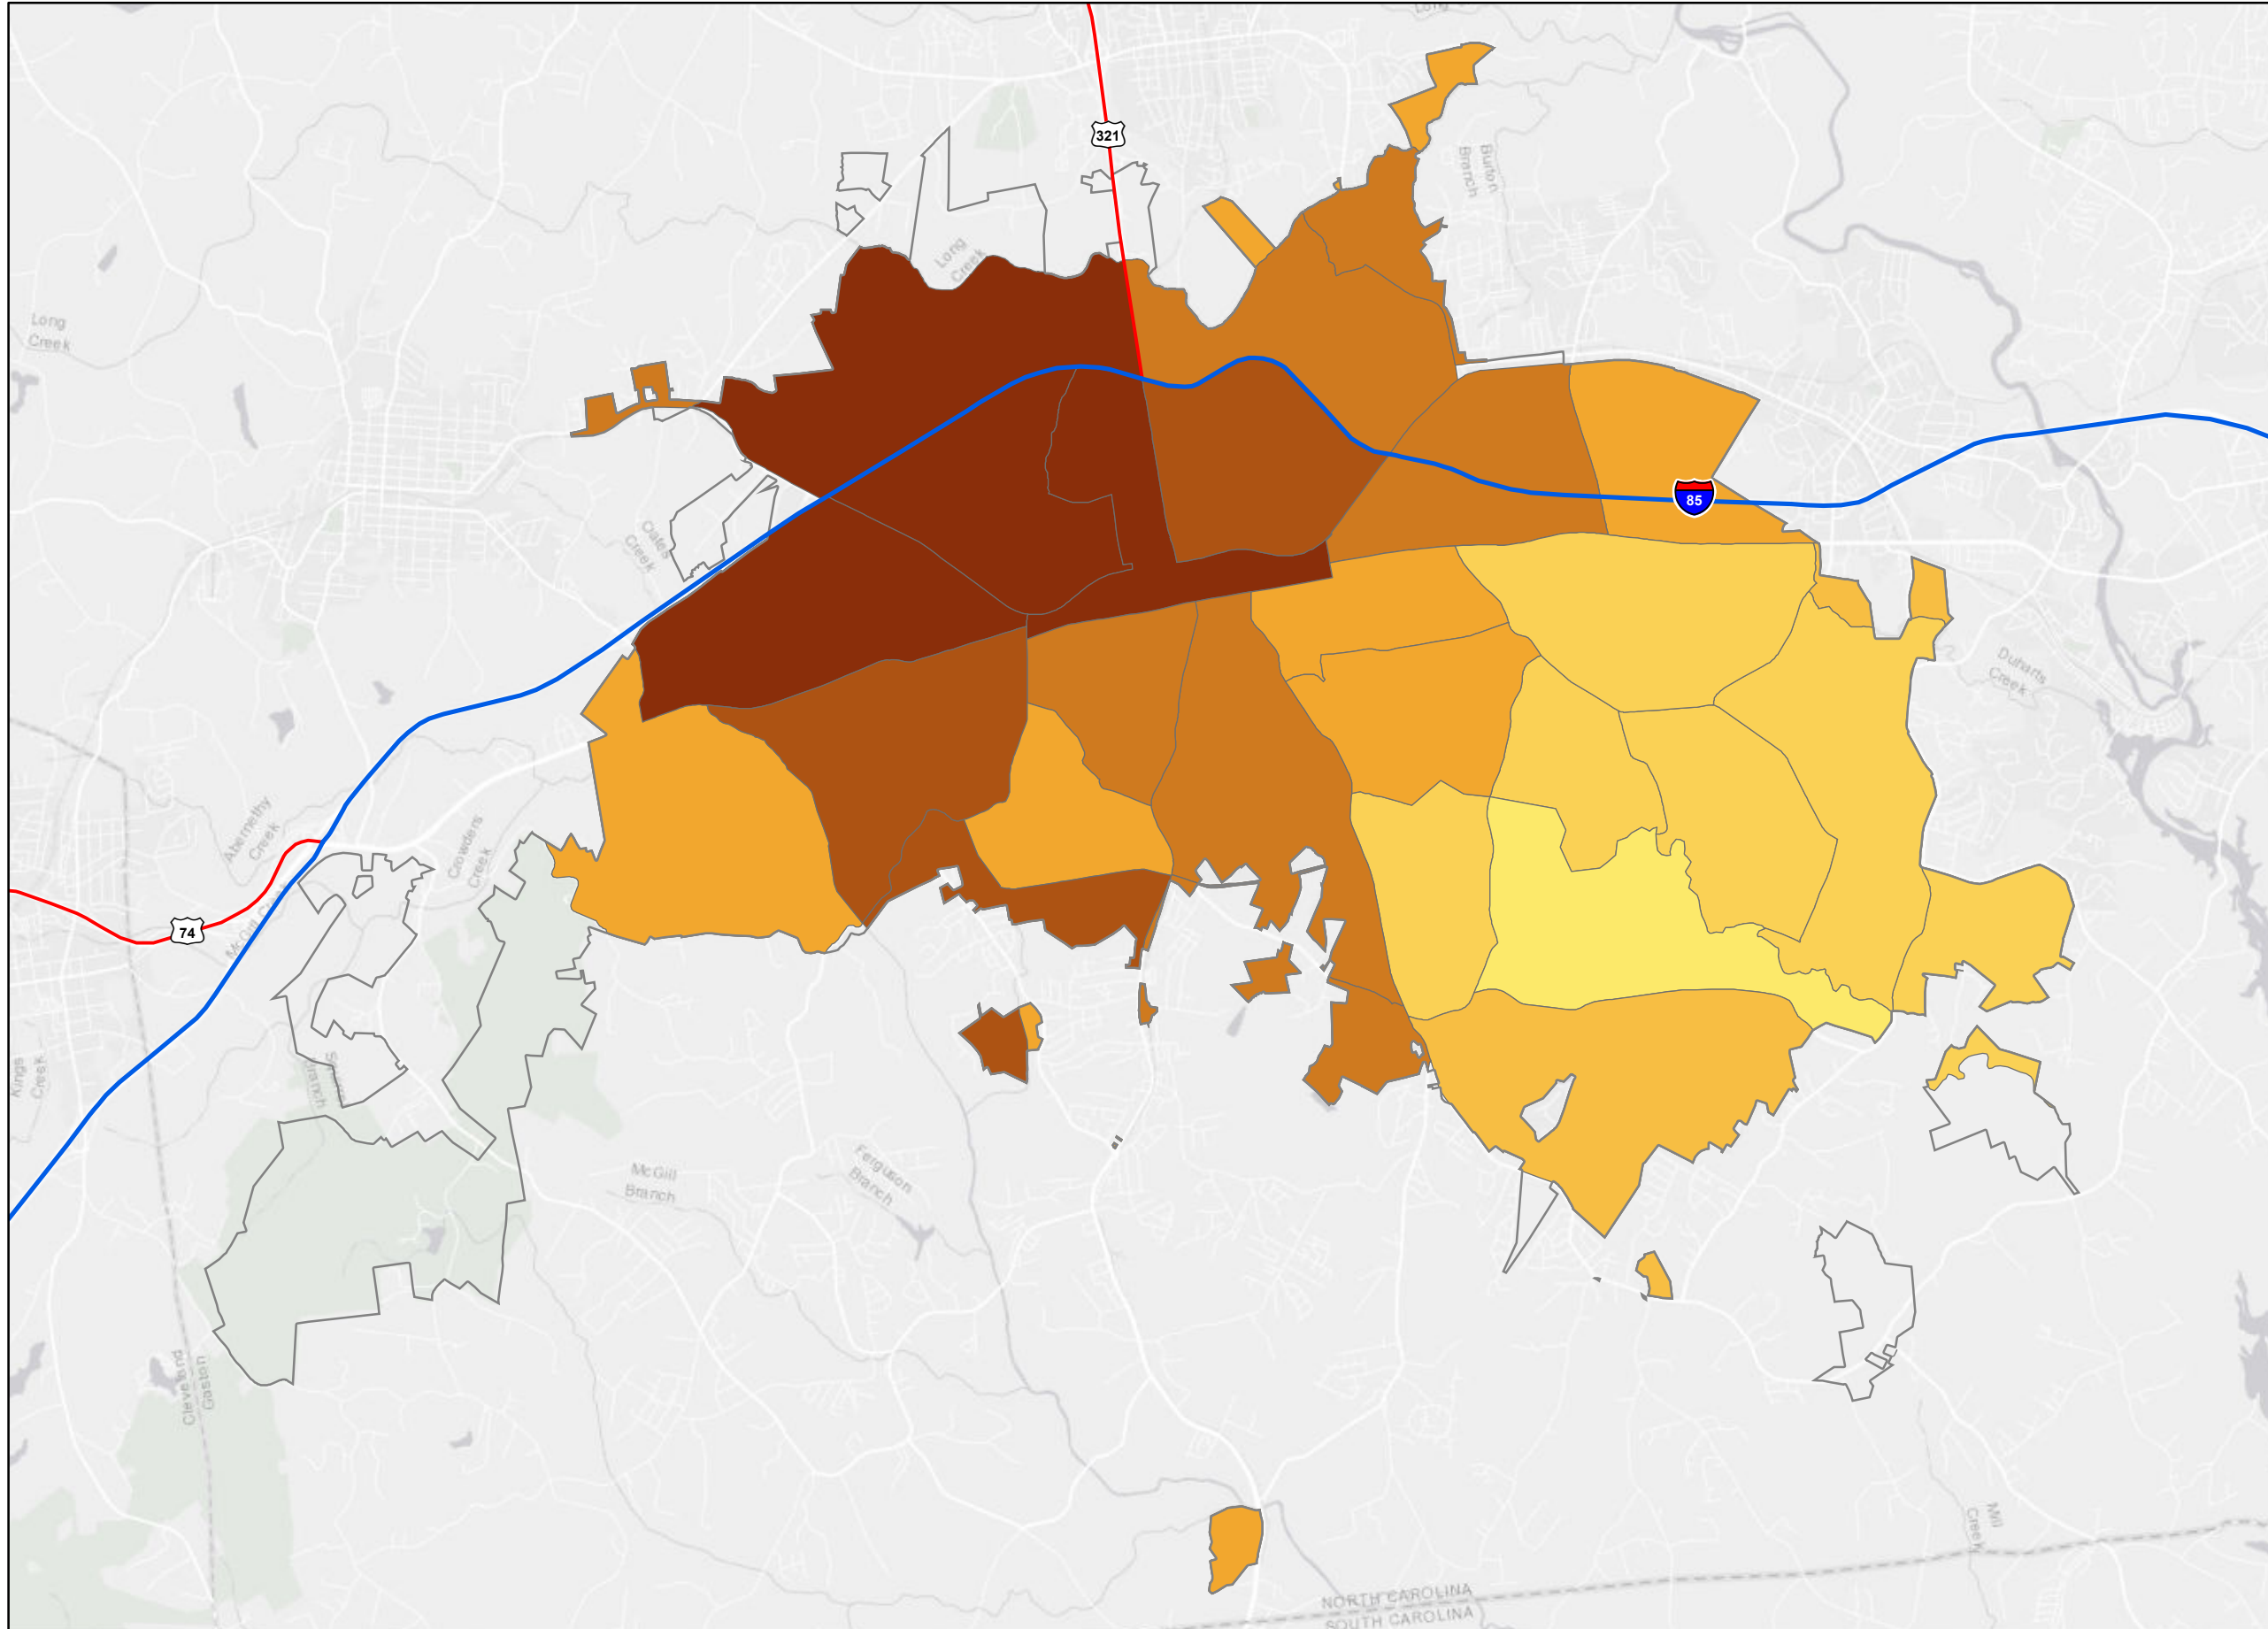 321
Burton
Branch
Long
Creek
Long
Creek
85
Oates
Creek
Duharts
Creek
Abernethy
Creek
Crowders
Creek
74
Kings
Creek
Branch
McGill
Branch
Ferguson
Branch
Cleveland
Gaston
Mill
Creek
NORTH CAROLINA
SOUTH CAROLINA